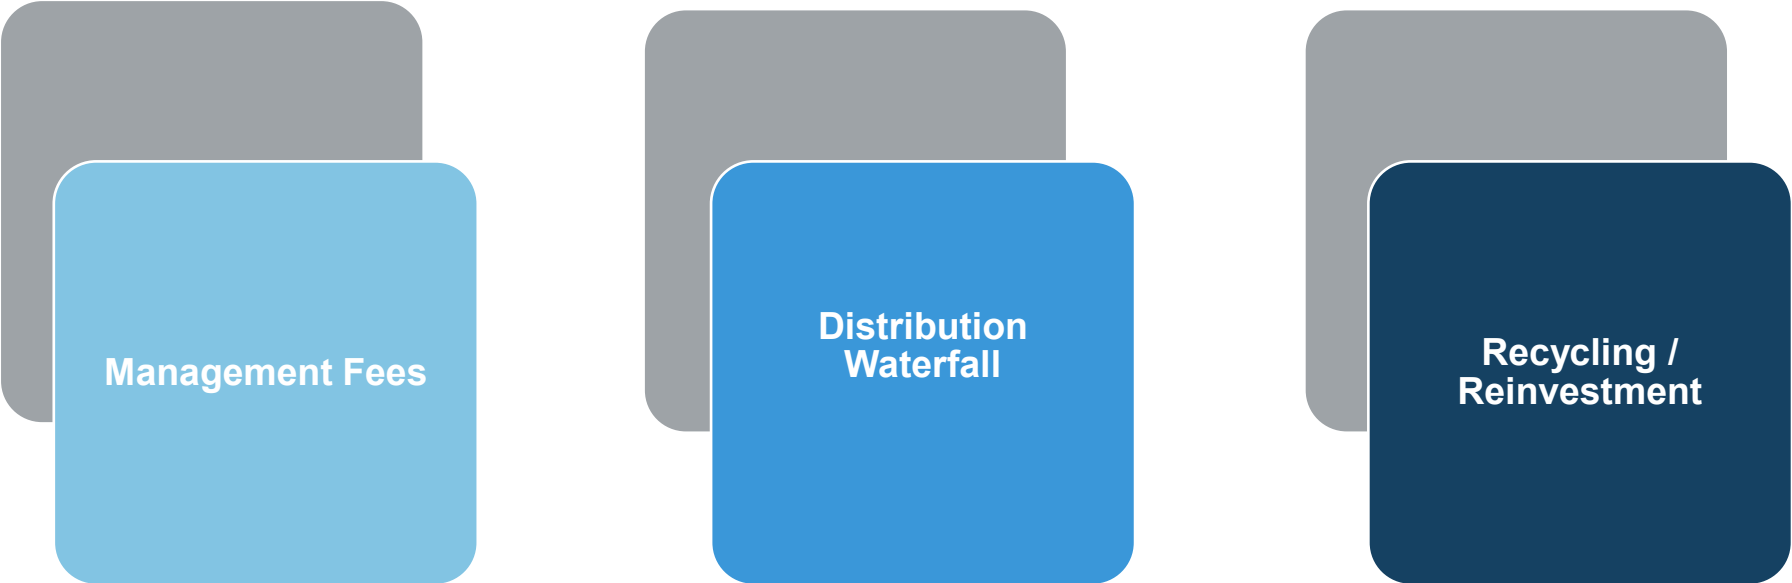 Management Fees
Distribution
Waterfall
Recycling /
Reinvestment